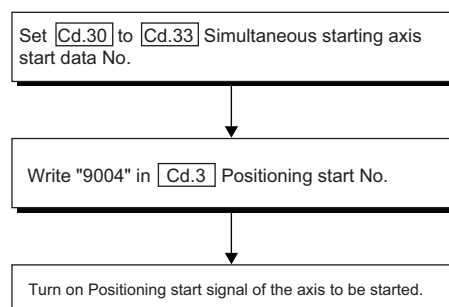 Set Cd.30 to Cd.33 Simultaneous starting axis
start data No.
Write "9004" in Cd.3 Positioning start No.
Turn on Positioning start signal of the axis to be started.